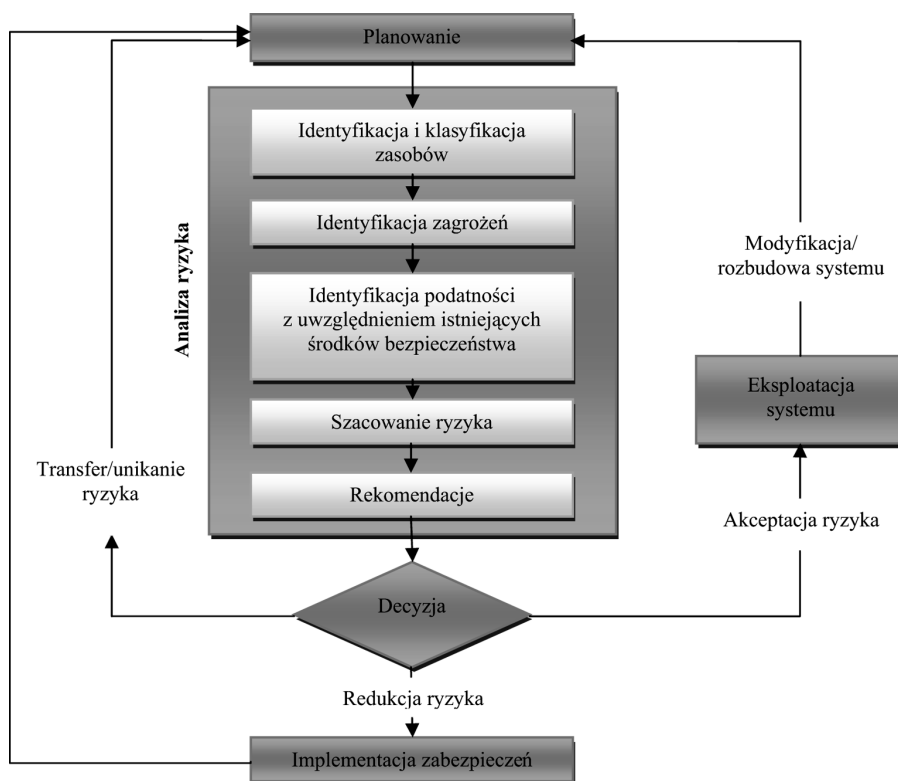 Planowanie
Analiza ryzyka
Identyfikacja i klasyfikacja
zasobów
Identyfikacja zagrożeń
Identyfikacja podatności
z uwzględnieniem istniejących
środków bezpieczeństwa
Szacowanie ryzyka
Rekomendacje
Modyfikacja/
rozbudowa systemu
Eksploatacja
systemu
Transfer/unikanie
ryzyka
Akceptacja ryzyka
Decyzja
Redukcja ryzyka
Implementacja zabezpieczeń